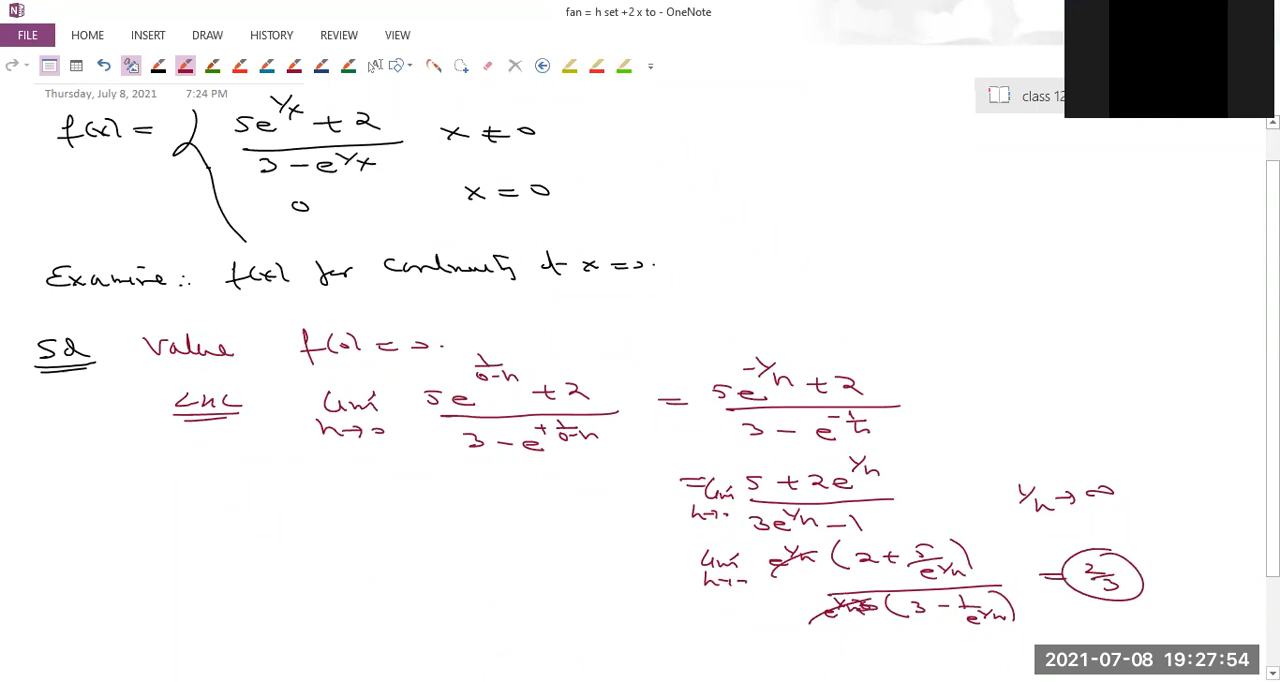 fan = h set +2 x to - OneNote
FILE HOME INSERT DRAW HISTORY REVIEW VIEW
Thursday, July 8, 2021 7:24 PM
class 12
f(x) = { (5e^{1/x} + 2)/(3 - e^{1/x}) x ≠ 0
0 x = 0
Examine :. f(x) for continuity at x = 0.
Sol Value f(0) = 0.
LHL lim h→0 (5e^{1/(0-h)} + 2)/(3 - e^{+1/(0-h)}) = (5e^{-1/h} + 2)/(3 - e^{-1/h})
= lim h→0 (5 + 2e^{1/h})/(3e^{1/h} - 1) 1/h → ∞
lim h→0 e^{1/h}(2 + 5/e^{1/h})/(e^{1/h}(3 - 1/e^{1/h})) = 2/3
2021-07-08 19:27:54